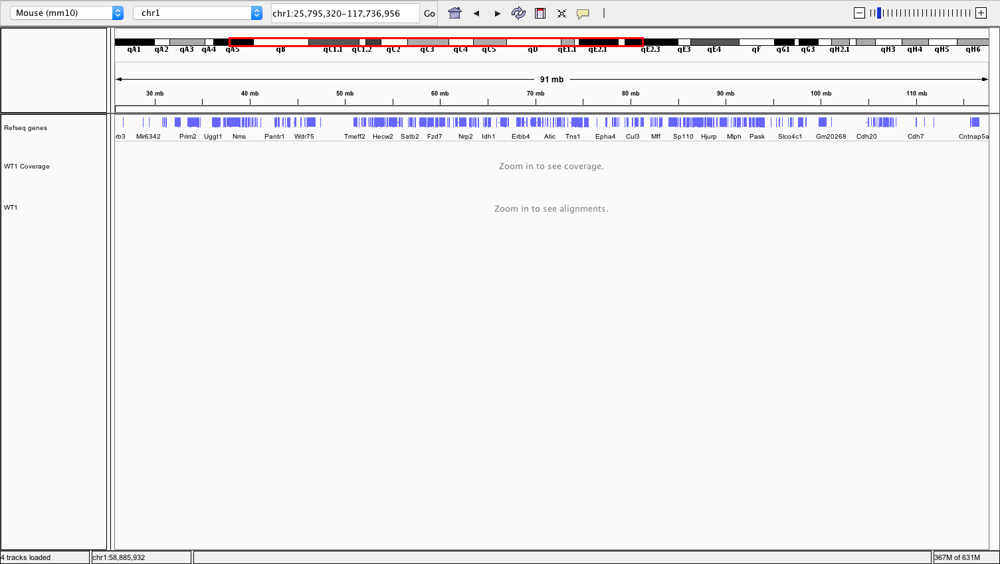 Mouse (mm10) chr1 chr1:25,795,320-117,736,956 Go
qA1 qA2 qA3 qA4 qA5 qB qC1.1 qC1.2 qC2 qC3 qC4 qC5 qD qE1.1 qE2.1 qE2.3 qE3 qE4 qF qG1 qG3 qH2.1 qH3 qH4 qH5 qH6
91 mb
30 mb 40 mb 50 mb 60 mb 70 mb 80 mb 90 mb 100 mb 110 mb
Refseq genes
rb3 Mir6342 Prim2 Uggt1 Nms Pantr1 Wdr75 Tmeff2 Hecw2 Satb2 Fzd7 Nrp2 Idh1 Erbb4 Atic Tns1 Epha4 Cul3 Mff Sp110 Hjurp Mlph Pask Slco4c1 Gm20268 Cdh20 Cdh7 Cntnap5a
WT1 Coverage Zoom in to see coverage.
WT1 Zoom in to see alignments.
4 tracks loaded chr1:58,885,932 367M of 631M